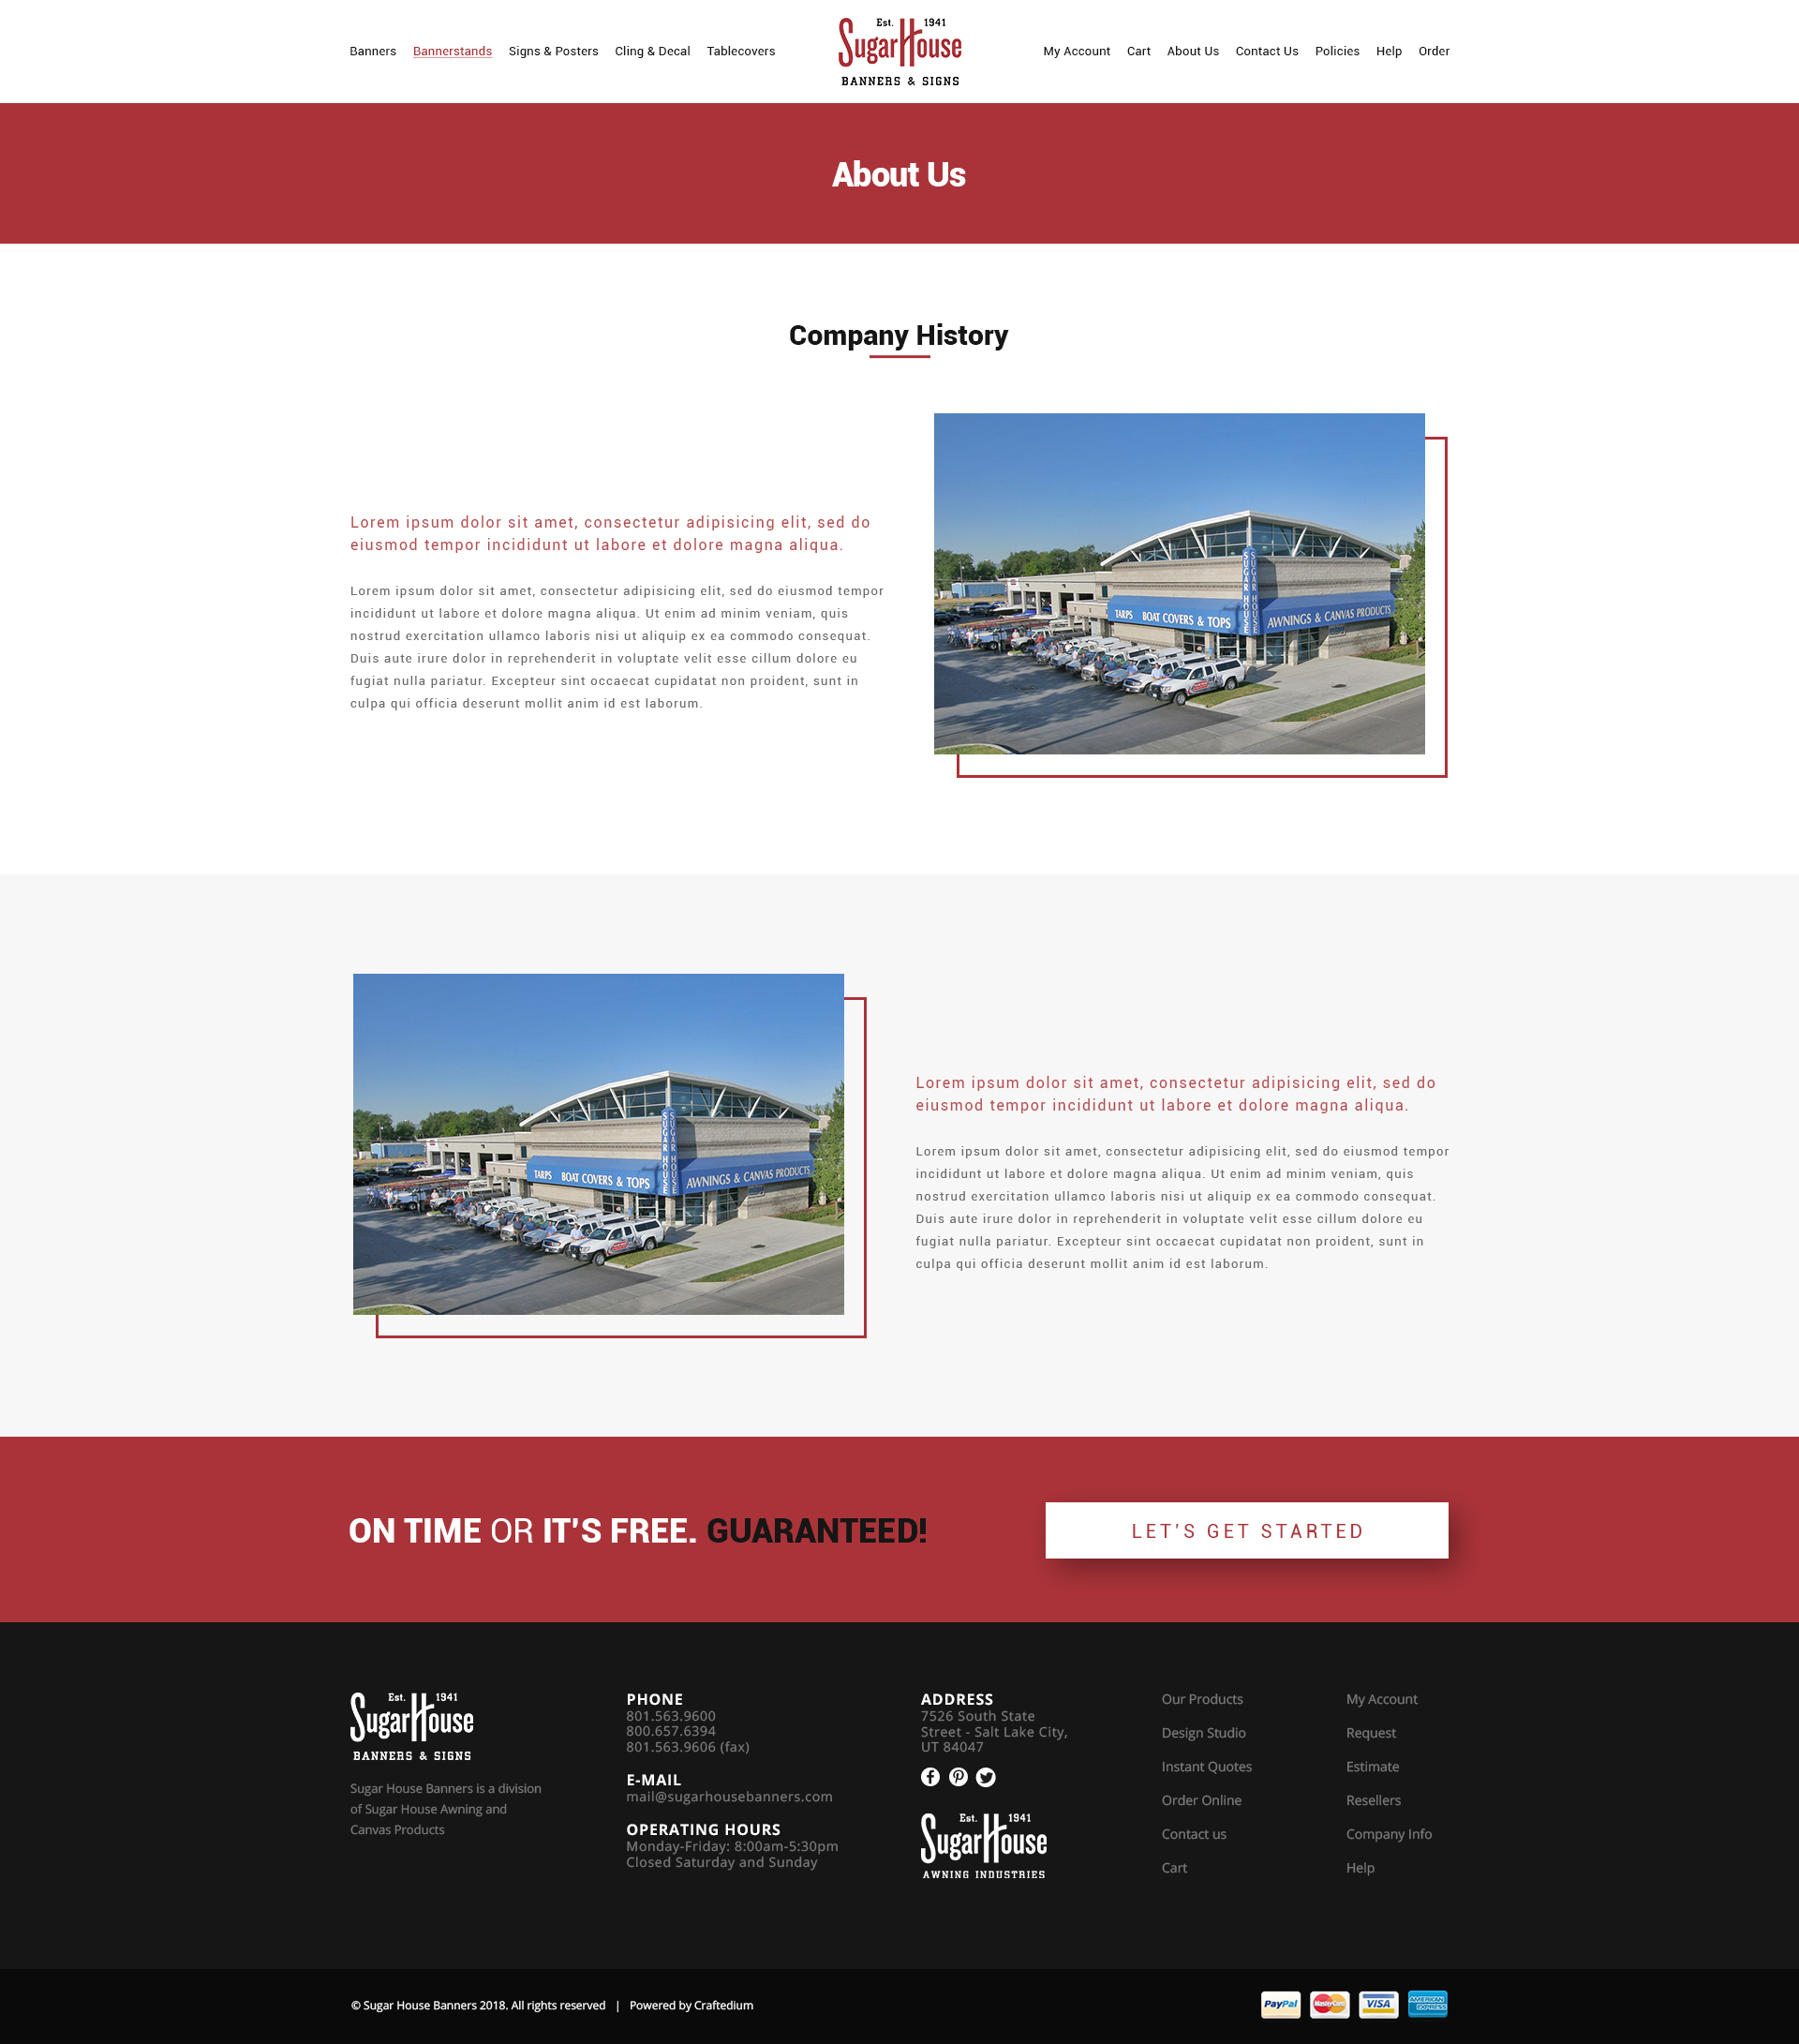 Banners Bannerstands Signs & Posters Cling & Decal Tablecovers
Est. 1941
SugarHouse
BANNERS & SIGNS
My Account Cart About Us Contact Us Policies Help Order
About Us
Company History
Lorem ipsum dolor sit amet, consectetur adipisicing elit, sed do
eiusmod tempor incididunt ut labore et dolore magna aliqua.
Lorem ipsum dolor sit amet, consectetur adipisicing elit, sed do eiusmod tempor
incididunt ut labore et dolore magna aliqua. Ut enim ad minim veniam, quis
nostrud exercitation ullamco laboris nisi ut aliquip ex ea commodo consequat.
Duis aute irure dolor in reprehenderit in voluptate velit esse cillum dolore eu
fugiat nulla pariatur. Excepteur sint occaecat cupidatat non proident, sunt in
culpa qui officia deserunt mollit anim id est laborum.
SUGAR HOUSE
SUGAR HOUSE
TARPS BOAT COVERS & TOPS
AWNINGS & CANVAS PRODUCTS
SUGAR HOUSE
SUGAR HOUSE
TARPS BOAT COVERS & TOPS
AWNINGS & CANVAS PRODUCTS
Lorem ipsum dolor sit amet, consectetur adipisicing elit, sed do
eiusmod tempor incididunt ut labore et dolore magna aliqua.
Lorem ipsum dolor sit amet, consectetur adipisicing elit, sed do eiusmod tempor
incididunt ut labore et dolore magna aliqua. Ut enim ad minim veniam, quis
nostrud exercitation ullamco laboris nisi ut aliquip ex ea commodo consequat.
Duis aute irure dolor in reprehenderit in voluptate velit esse cillum dolore eu
fugiat nulla pariatur. Excepteur sint occaecat cupidatat non proident, sunt in
culpa qui officia deserunt mollit anim id est laborum.
ON TIME OR IT'S FREE. GUARANTEED!
LET'S GET STARTED
Est. 1941
SugarHouse
BANNERS & SIGNS
Sugar House Banners is a division
of Sugar House Awning and
Canvas Products
PHONE
801.563.9600
800.657.6394
801.563.9606 (fax)
E-MAIL
mail@sugarhousebanners.com
OPERATING HOURS
Monday-Friday: 8:00am-5:30pm
Closed Saturday and Sunday
ADDRESS
7526 South State
Street - Salt Lake City,
UT 84047
Est. 1941
SugarHouse
AWNING INDUSTRIES
Our Products
Design Studio
Instant Quotes
Order Online
Contact us
Cart
My Account
Request
Estimate
Resellers
Company Info
Help
© Sugar House Banners 2018. All rights reserved | Powered by Craftedium
PayPal MasterCard VISA AMERICAN EXPRESS